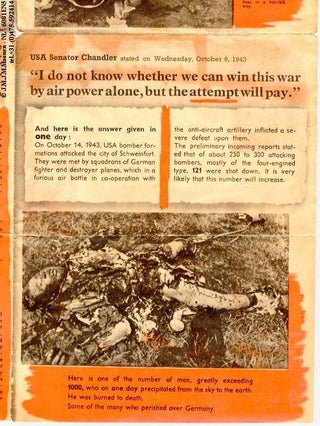 lives in a horrible
way.
USA Senator Chandler stated on Wednesday, October 6, 1943
“I do not know whether we can win this war
by air power alone, but the attempt will pay.”
And here is the answer given in
one day :
On October 14, 1943, USA bomber for-
mations attacked the city of Schweinfurt.
They were met by squadrons of German
fighter and destroyer planes, which in a
furious air battle in co-operation with
the anti-aircraft artillery inflicted a se-
vere defeat upon them.
The preliminary incoming reports stat-
ed that of about 250 to 300 attacking
bombers, mostly of the four-engined
type, 121 were shot down. It is very
likely that this number will increase.
Here is one of the number of man, greatly exceeding
1000, who on one day precipitated from the sky to the earth.
He was burned to death.
Some of the many who perished over Germany.